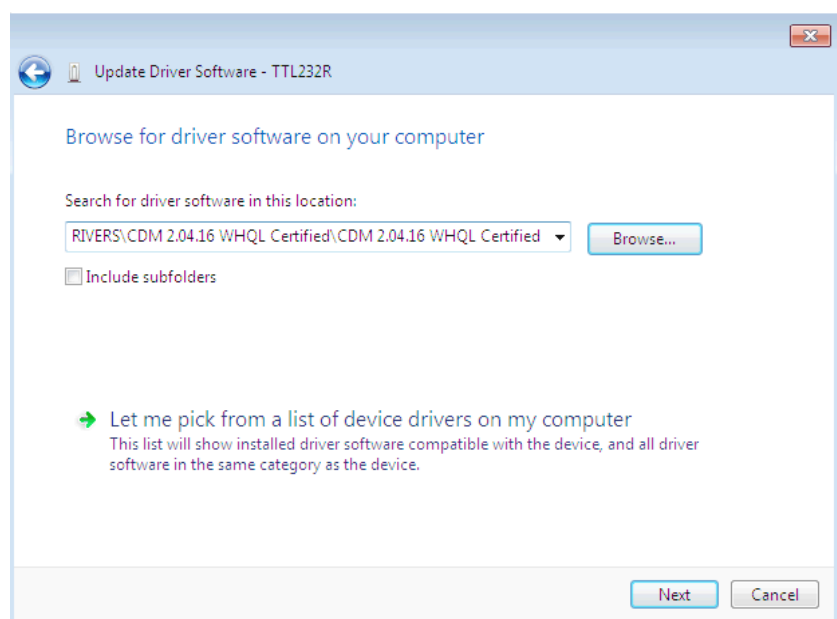 Update Driver Software - TTL232R
Browse for driver software on your computer
Search for driver software in this location:
RIVERS\CDM 2.04.16 WHQL Certified\CDM 2.04.16 WHQL Certified
Browse...
Include subfolders
Let me pick from a list of device drivers on my computer
This list will show installed driver software compatible with the device, and all driver
software in the same category as the device.
Next
Cancel